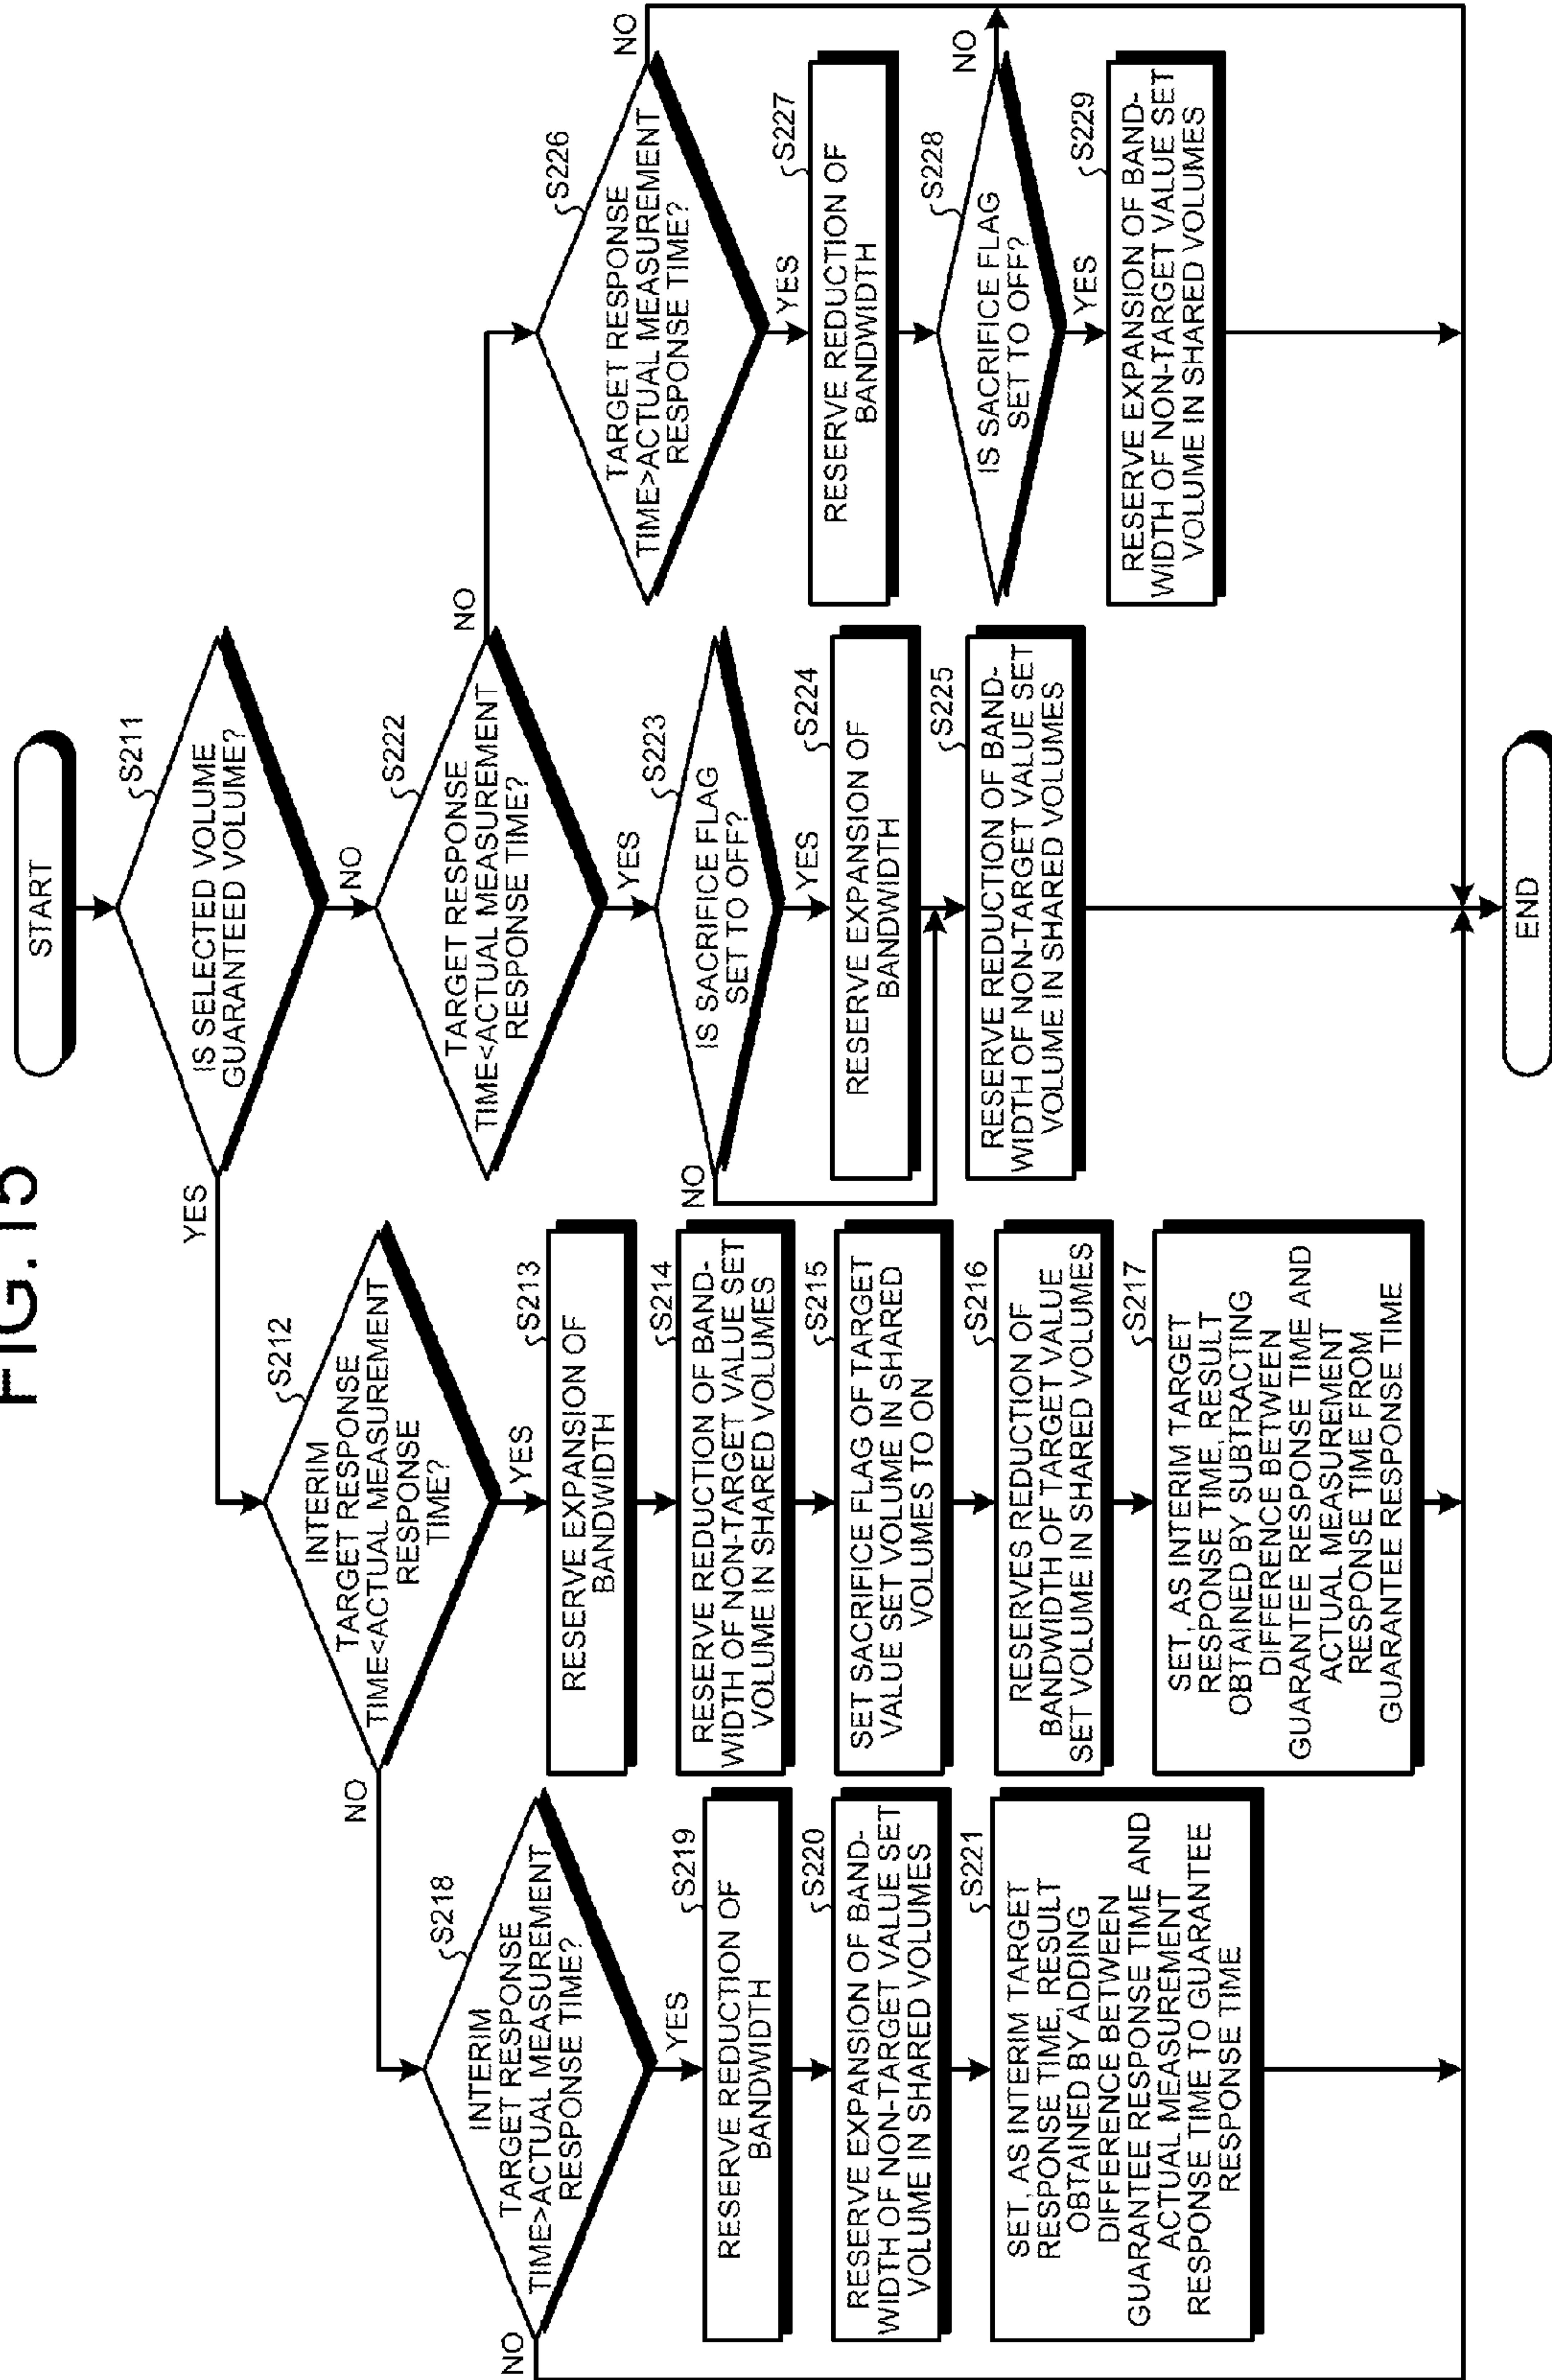 FIG.15
START
S211
IS SELECTED VOLUME
GUARANTEED VOLUME?
YES
NO
S212
INTERIM
TARGET RESPONSE
TIME<ACTUAL MEASUREMENT
RESPONSE
TIME?
NO
YES
S213
RESERVE EXPANSION OF
BANDWIDTH
S214
RESERVE REDUCTION OF BAND-
WIDTH OF NON-TARGET VALUE SET
VOLUME IN SHARED VOLUMES
S215
SET SACRIFICE FLAG OF TARGET
VALUE SET VOLUME IN SHARED
VOLUMES TO ON
S216
RESERVES REDUCTION OF
BANDWIDTH OF TARGET VALUE
SET VOLUME IN SHARED VOLUMES
S217
SET, AS INTERIM TARGET
RESPONSE TIME, RESULT
OBTAINED BY SUBTRACTING
DIFFERENCE BETWEEN
GUARANTEE RESPONSE TIME AND
ACTUAL MEASUREMENT
RESPONSE TIME FROM
GUARANTEE RESPONSE TIME
S218
INTERIM
TARGET RESPONSE
TIME>ACTUAL MEASUREMENT
RESPONSE TIME?
NO
YES
S219
RESERVE REDUCTION OF
BANDWIDTH
S220
RESERVE EXPANSION OF BAND-
WIDTH OF NON-TARGET VALUE SET
VOLUME IN SHARED VOLUMES
S221
SET, AS INTERIM TARGET
RESPONSE TIME, RESULT
OBTAINED BY ADDING
DIFFERENCE BETWEEN
GUARANTEE RESPONSE TIME AND
ACTUAL MEASUREMENT
RESPONSE TIME TO GUARANTEE
RESPONSE TIME
S222
TARGET RESPONSE
TIME<ACTUAL MEASUREMENT
RESPONSE TIME?
NO
YES
S223
IS SACRIFICE FLAG
SET TO OFF?
NO
YES
S224
RESERVE EXPANSION OF
BANDWIDTH
S225
RESERVE REDUCTION OF BAND-
WIDTH OF NON-TARGET VALUE SET
VOLUME IN SHARED VOLUMES
S226
TARGET RESPONSE
TIME>ACTUAL MEASUREMENT
RESPONSE TIME?
NO
YES
S227
RESERVE REDUCTION OF
BANDWIDTH
S228
IS SACRIFICE FLAG
SET TO OFF?
NO
YES
S229
RESERVE EXPANSION OF BAND-
WIDTH OF NON-TARGET VALUE SET
VOLUME IN SHARED VOLUMES
END